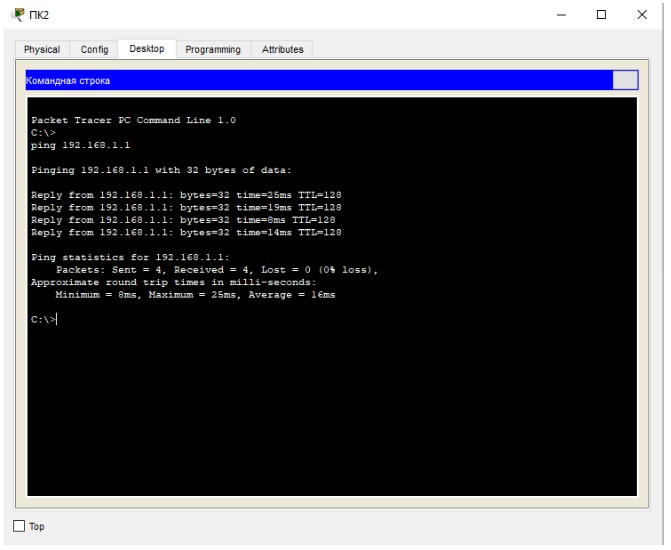 ПК2
Physical Config Desktop Programming Attributes
Командная строка
Packet Tracer PC Command Line 1.0
C:\>
ping 192.168.1.1
Pinging 192.168.1.1 with 32 bytes of data:
Reply from 192.168.1.1: bytes=32 time=25ms TTL=128
Reply from 192.168.1.1: bytes=32 time=19ms TTL=128
Reply from 192.168.1.1: bytes=32 time=8ms TTL=128
Reply from 192.168.1.1: bytes=32 time=14ms TTL=128
Ping statistics for 192.168.1.1:
Packets: Sent = 4, Received = 4, Lost = 0 (0% loss),
Approximate round trip times in milli-seconds:
Minimum = 8ms, Maximum = 25ms, Average = 16ms
C:\>
Top